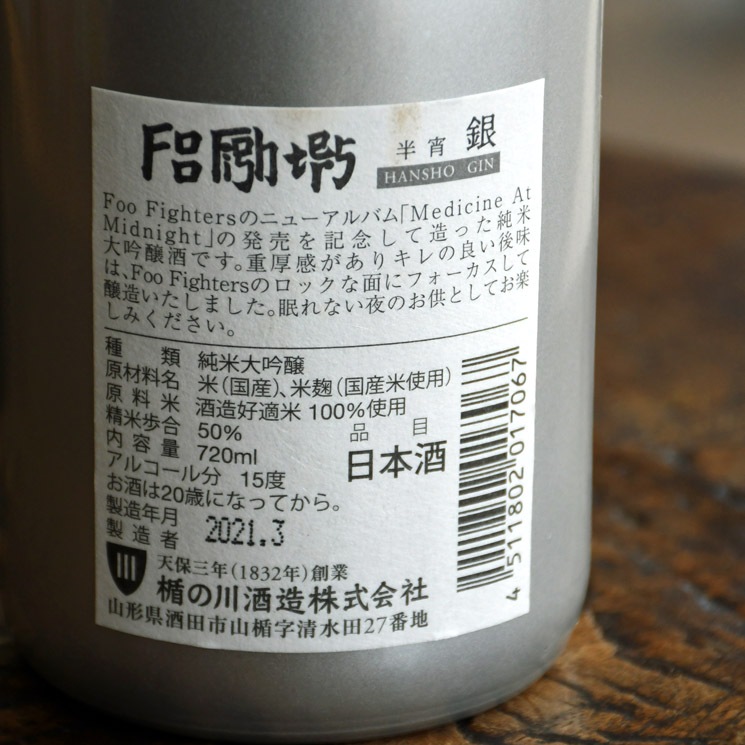 半宵 銀
HANSHO GIN
Foo Fightersのニューアルバム「Medicine At
Midnight」の発売を記念して造った純米
大吟醸酒です。重厚感がありキレの良い後味
は、Foo Fightersのロックな面にフォーカスして
醸造いたしました。眠れない夜のお供としてお楽
しみください。
種類 純米大吟醸
原材料名 米(国産)、米麹(国産米使用)
原料米 酒造好適米 100%使用
精米歩合 50%
品目
内容量 720ml
日本酒
アルコール分 15度
お酒は20歳になってから。
製造年月 2021.3
製造者
天保三年(1832年)創業
楯の川酒造株式会社
山形県酒田市山楯字清水田27番地
4 511802 017067